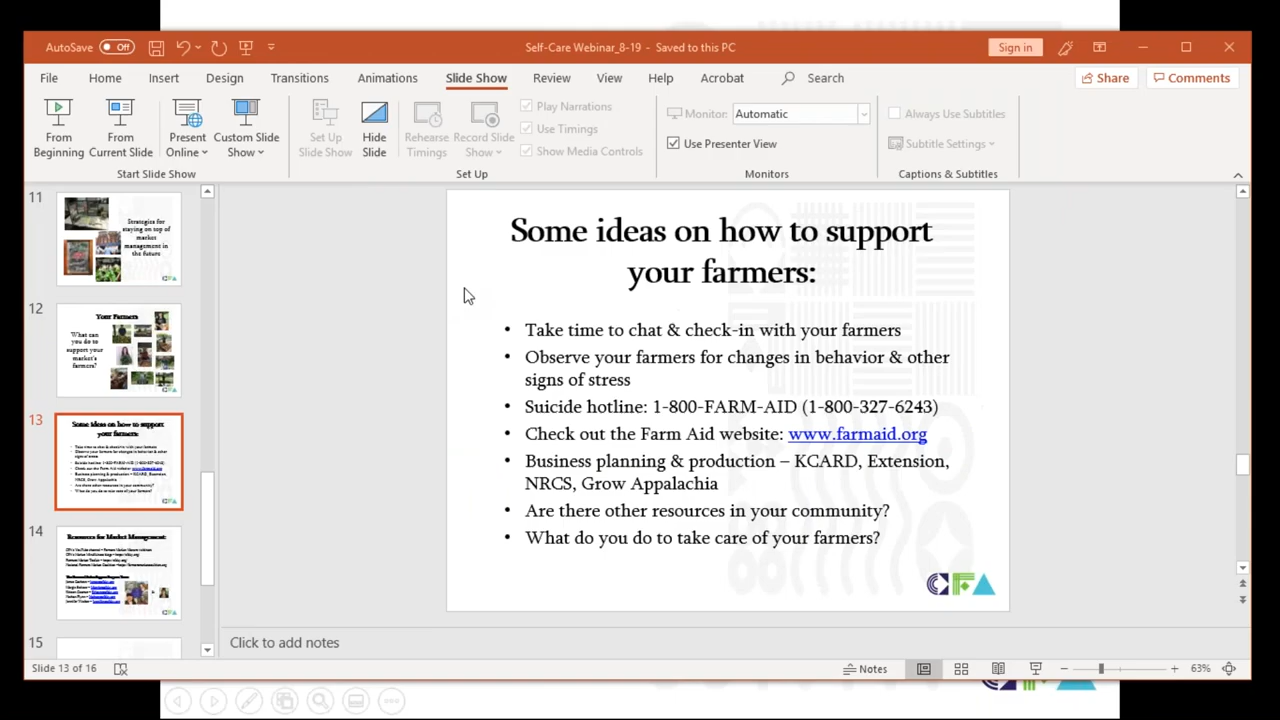 AutoSave Off
Self-Care Webinar_8-19 - Saved to this PC
Sign in
File Home Insert Design Transitions Animations Slide Show Review View Help Acrobat Search
Share Comments
From Beginning
From Current Slide
Present Online
Custom Slide Show
Set Up Slide Show
Hide Slide
Rehearse Timings
Record Slide Show
Play Narrations
Use Timings
Show Media Controls
Monitor: Automatic
Use Presenter View
Always Use Subtitles
Subtitle Settings
Start Slide Show
Set Up
Monitors
Captions & Subtitles
11
Strategies for
staying on top of
market
management in
the future
12
Your Farmers
What can
you do to
support your
market's
farmers?
13
Some ideas on how to support
your farmers:
14
Resources for Market Management:
15
Some ideas on how to support
your farmers:
• Take time to chat & check-in with your farmers
• Observe your farmers for changes in behavior & other
signs of stress
• Suicide hotline: 1-800-FARM-AID (1-800-327-6243)
• Check out the Farm Aid website: www.farmaid.org
• Business planning & production – KCARD, Extension,
NRCS, Grow Appalachia
• Are there other resources in your community?
• What do you do to take care of your farmers?
CFA
Click to add notes
Slide 13 of 16
Notes
63%